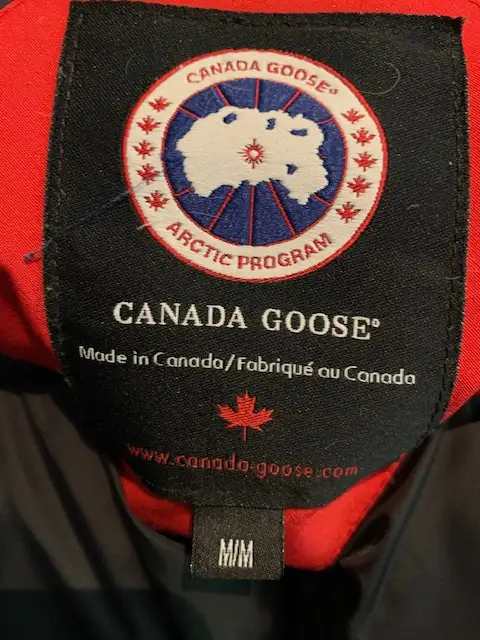 CANADA GOOSE®
ARCTIC PROGRAM
CANADA GOOSE®
Made in Canada/Fabriqué au Canada
www.canada-goose.com
M/M